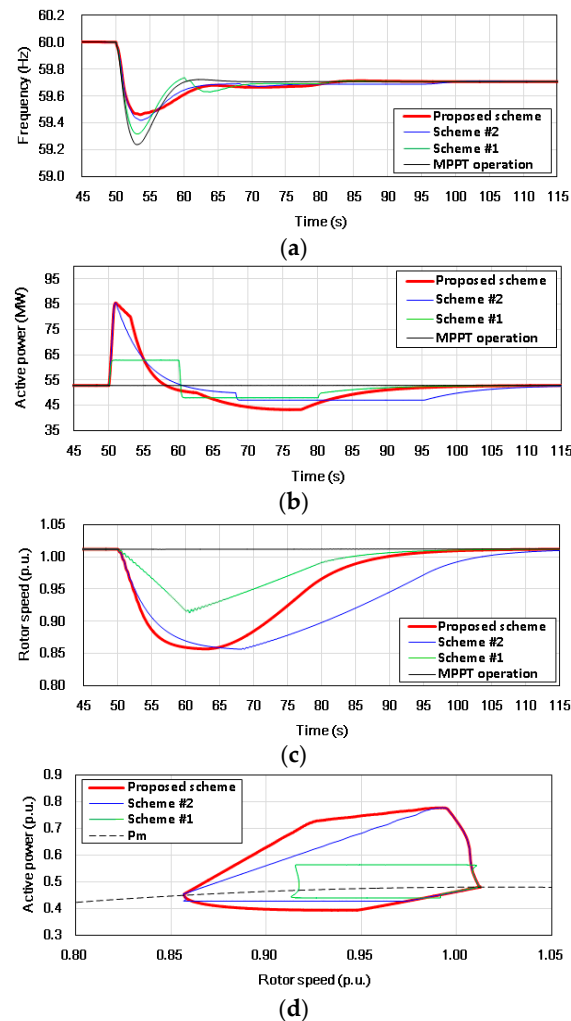 60.2
60.0
59.8
59.6
59.4
59.2
59.0
Frequency (Hz)
Proposed scheme
Scheme #2
Scheme #1
MPPT operation
45 50 55 60 65 70 75 80 85 90 95 100 105 110 115
Time (s)
(a)
95
85
75
65
55
45
35
Active power (MW)
Proposed scheme
Scheme #2
Scheme #1
MPPT operation
45 50 55 60 65 70 75 80 85 90 95 100 105 110 115
Time (s)
(b)
1.05
1.00
0.95
0.90
0.85
0.80
Rotor speed (p.u.)
Proposed scheme
Scheme #2
Scheme #1
MPPT operation
45 50 55 60 65 70 75 80 85 90 95 100 105 110 115
Time (s)
(c)
0.9
0.8
0.7
0.6
0.5
0.4
0.3
Active power (p.u.)
Proposed scheme
Scheme #2
Scheme #1
Pm
0.80 0.85 0.90 0.95 1.00 1.05
Rotor speed (p.u.)
(d)